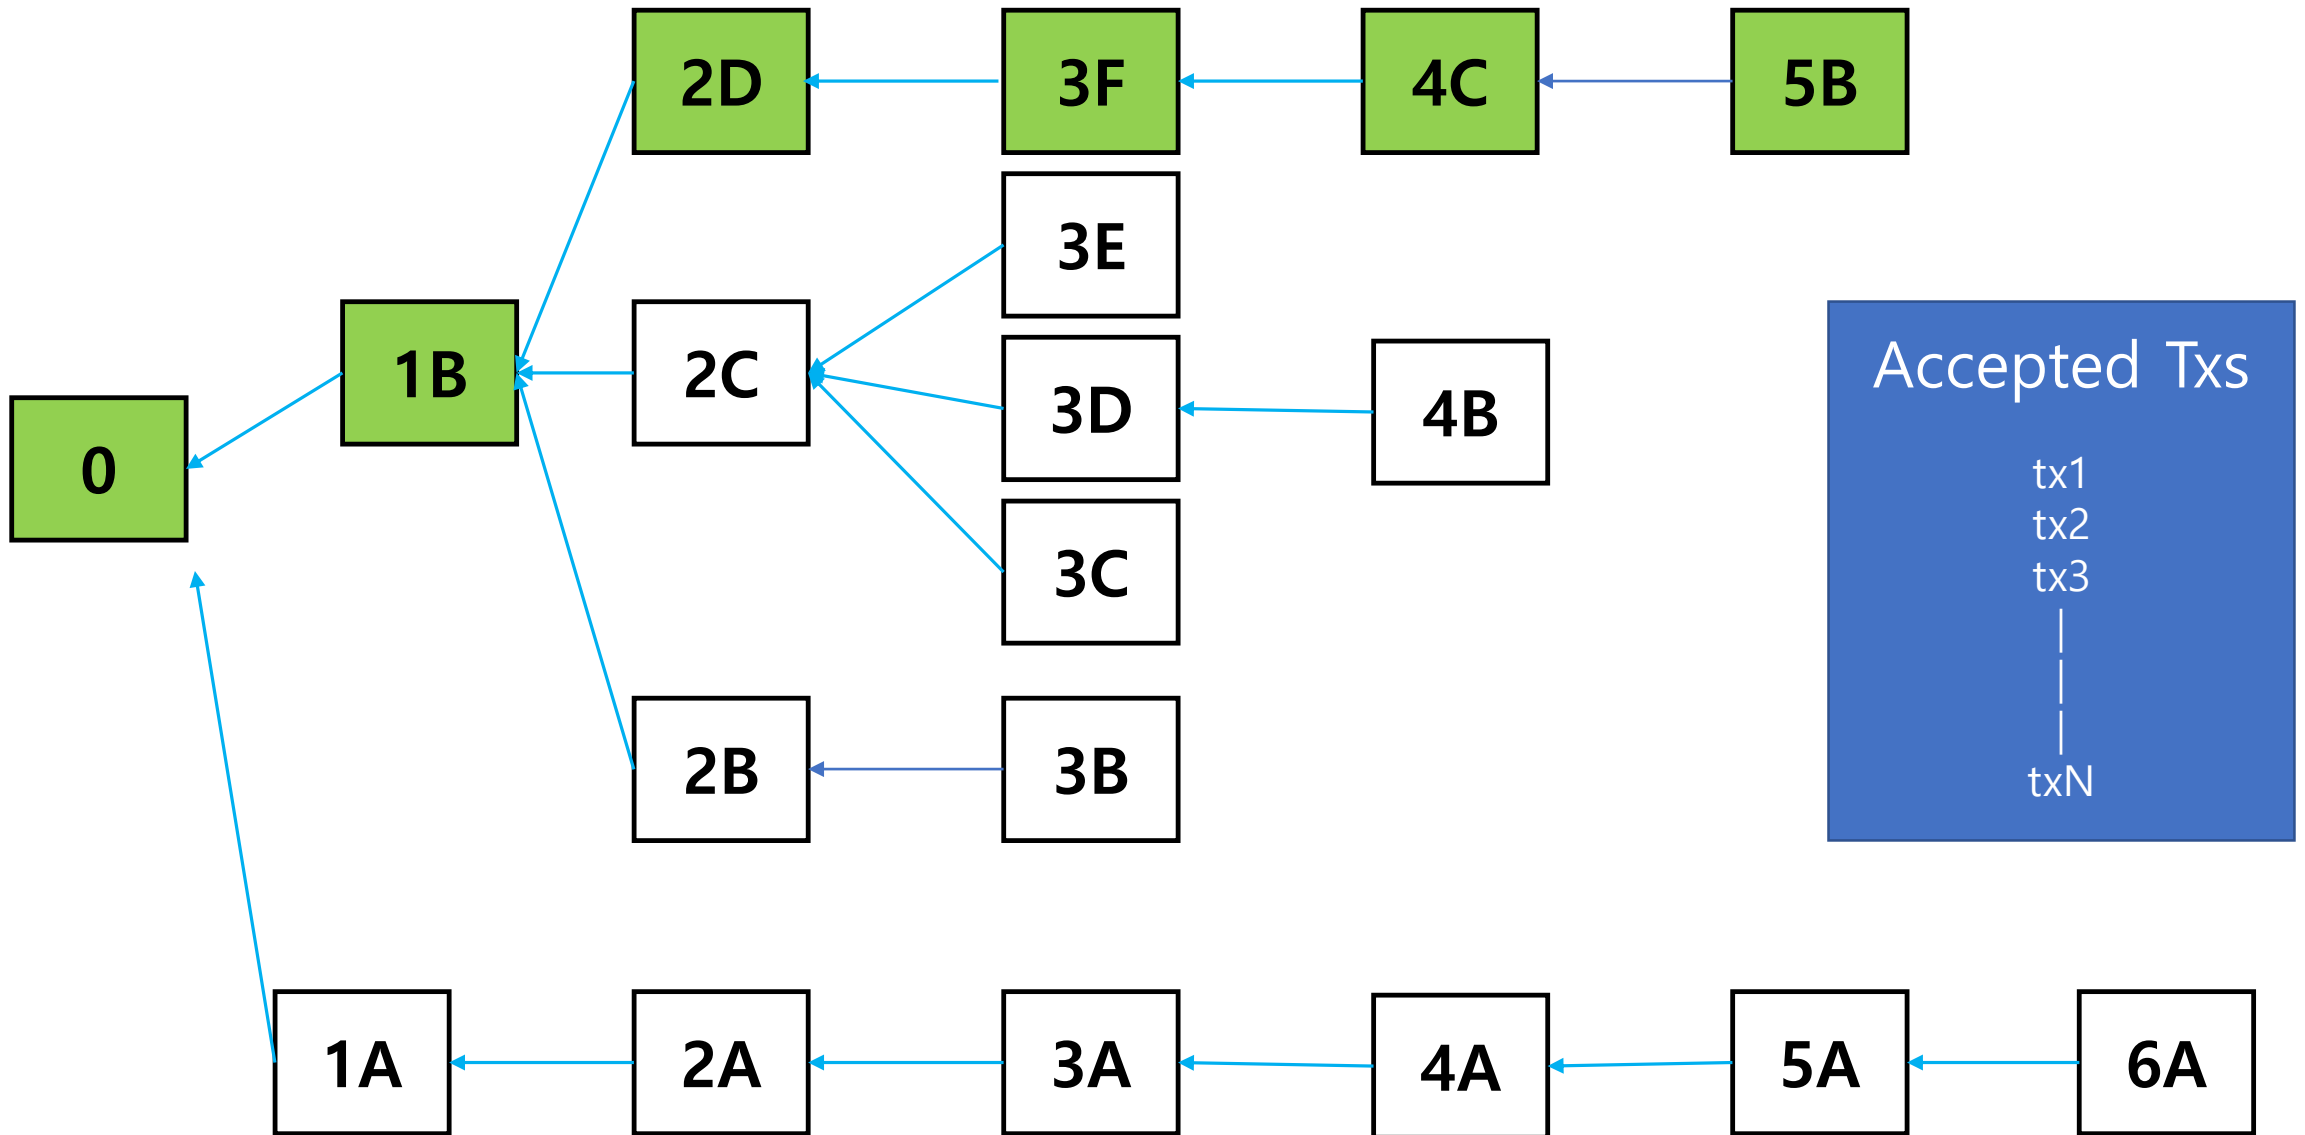 2D
3F
4C
5B
3E
1B
2C
3D
4B
0
3C
2B
3B
1A
2A
3A
4A
5A
6A
Accepted Txs
tx1
tx2
tx3
|
|
|
txN